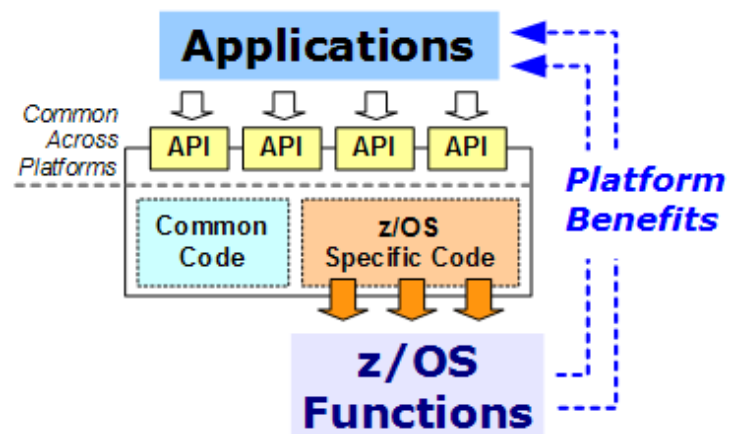 Applications
Common
Across
Platforms
API API API API
Platform
Benefits
Common
Code
z/OS
Specific Code
z/OS
Functions